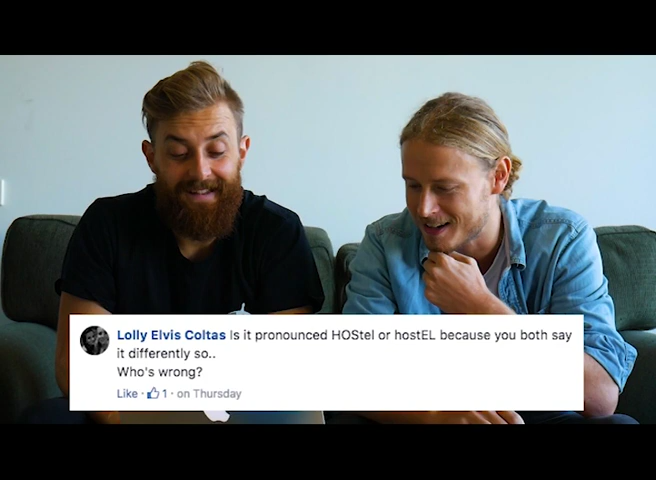 Lolly Elvis Coltas Is it pronounced HOStel or hostEL because you both say
it differently so..
Who's wrong?
Like · 1 · on Thursday